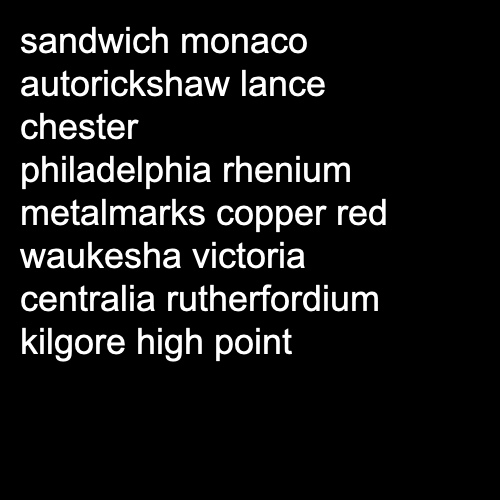 sandwich monaco
autorickshaw lance
chester
philadelphia rhenium
metalmarks copper red
waukesha victoria
centralia rutherfordium
kilgore high point